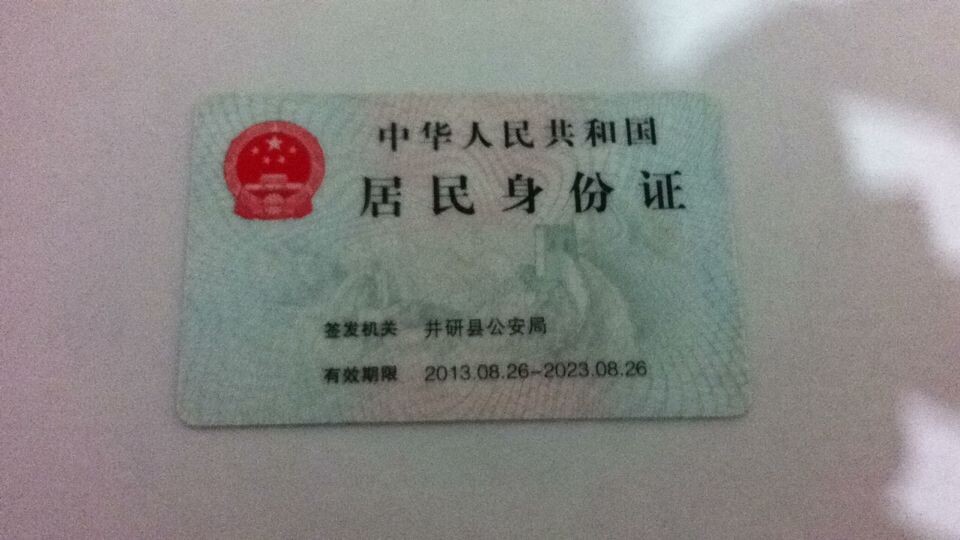 中华人民共和国
居民身份证
签发机关 井研县公安局
有效期限 2013.08.26-2023.08.26